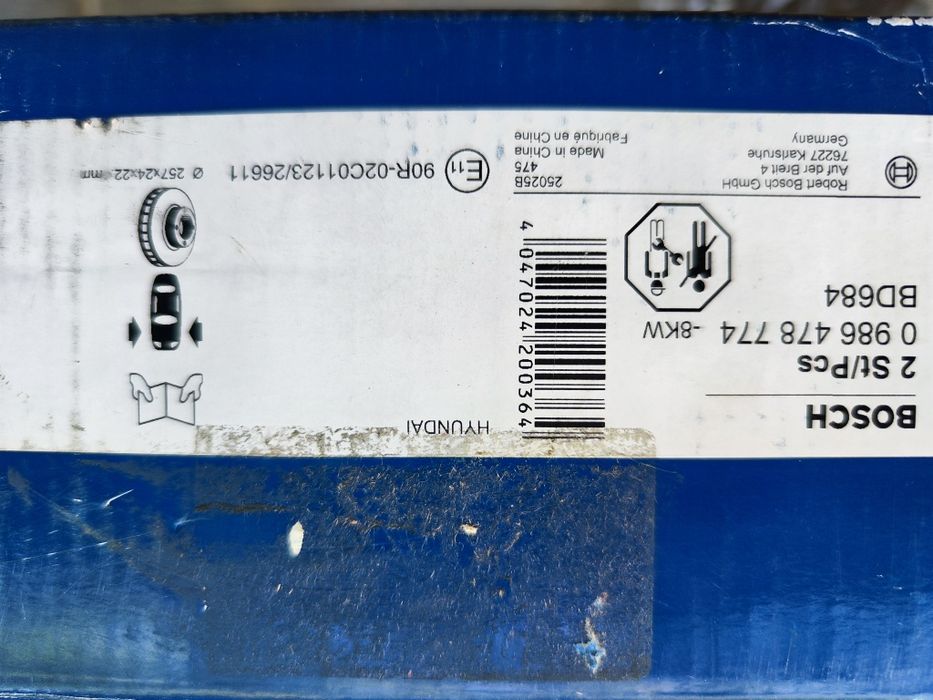 BOSCH
2 St/Pcs
0 986 478 774
-8KW
BD684
HYUNDAI
4 047024 200364
Robert Bosch GmbH
Auf der Breit 4
76227 Karlsruhe
Germany
25025B
475
Made in China
Fabriqué en Chine
E11
90R-02C01123/26611
Ø 257x24x22 mm